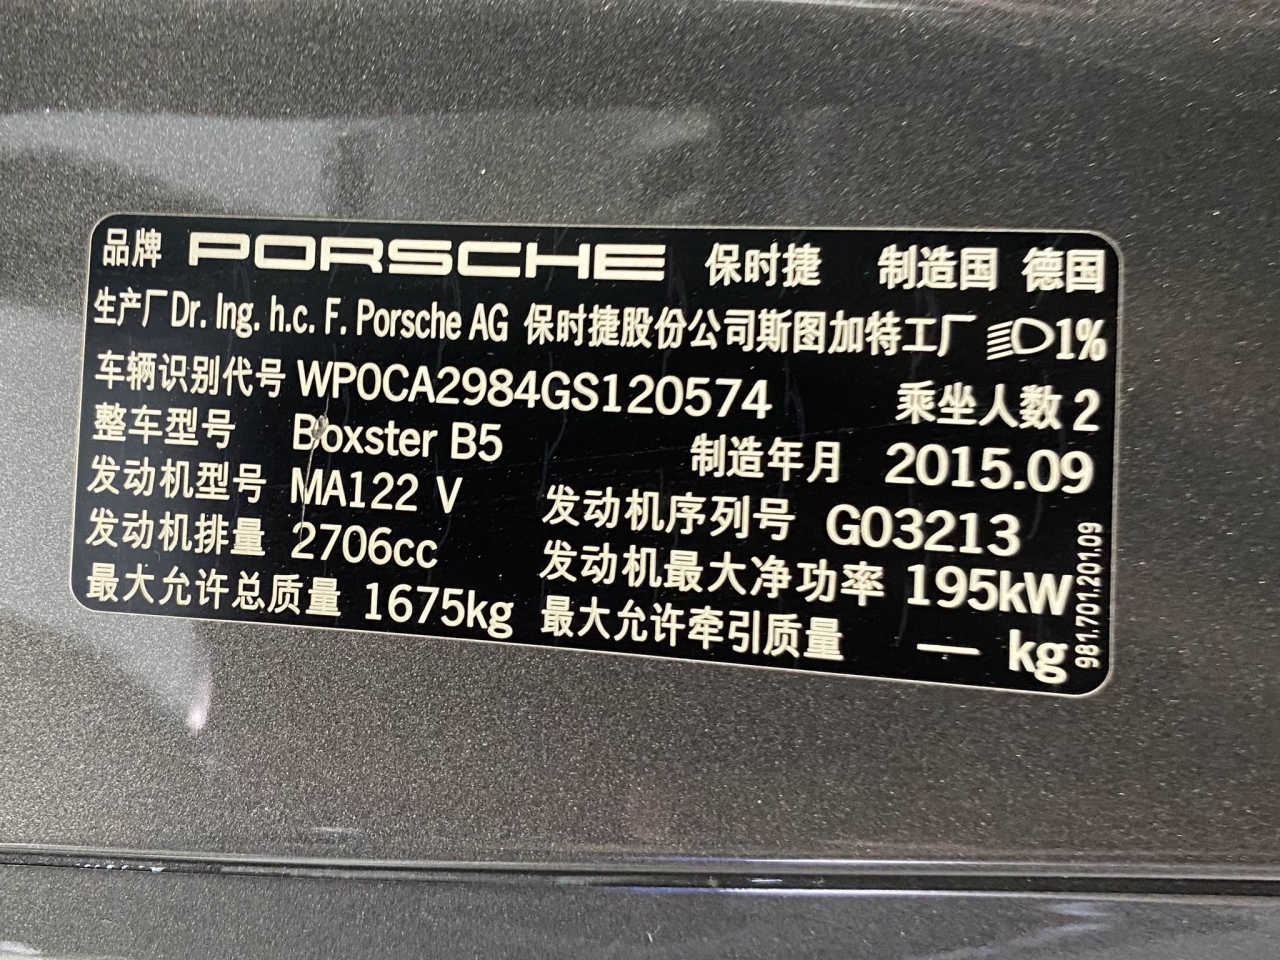 品牌 PORSCHE 保时捷 制造国 德国
生产厂 Dr. Ing. h.c. F. Porsche AG 保时捷股份公司斯图加特工厂 1%
车辆识别代号 WP0CA2984GS120574 乘坐人数 2
整车型号 Boxster B5 制造年月 2015.09
发动机型号 MA122 V 发动机序列号 G03213
发动机排量 2706cc 发动机最大净功率 195kW
最大允许总质量 1675kg 最大允许牵引质量 — kg
981.701.201.09